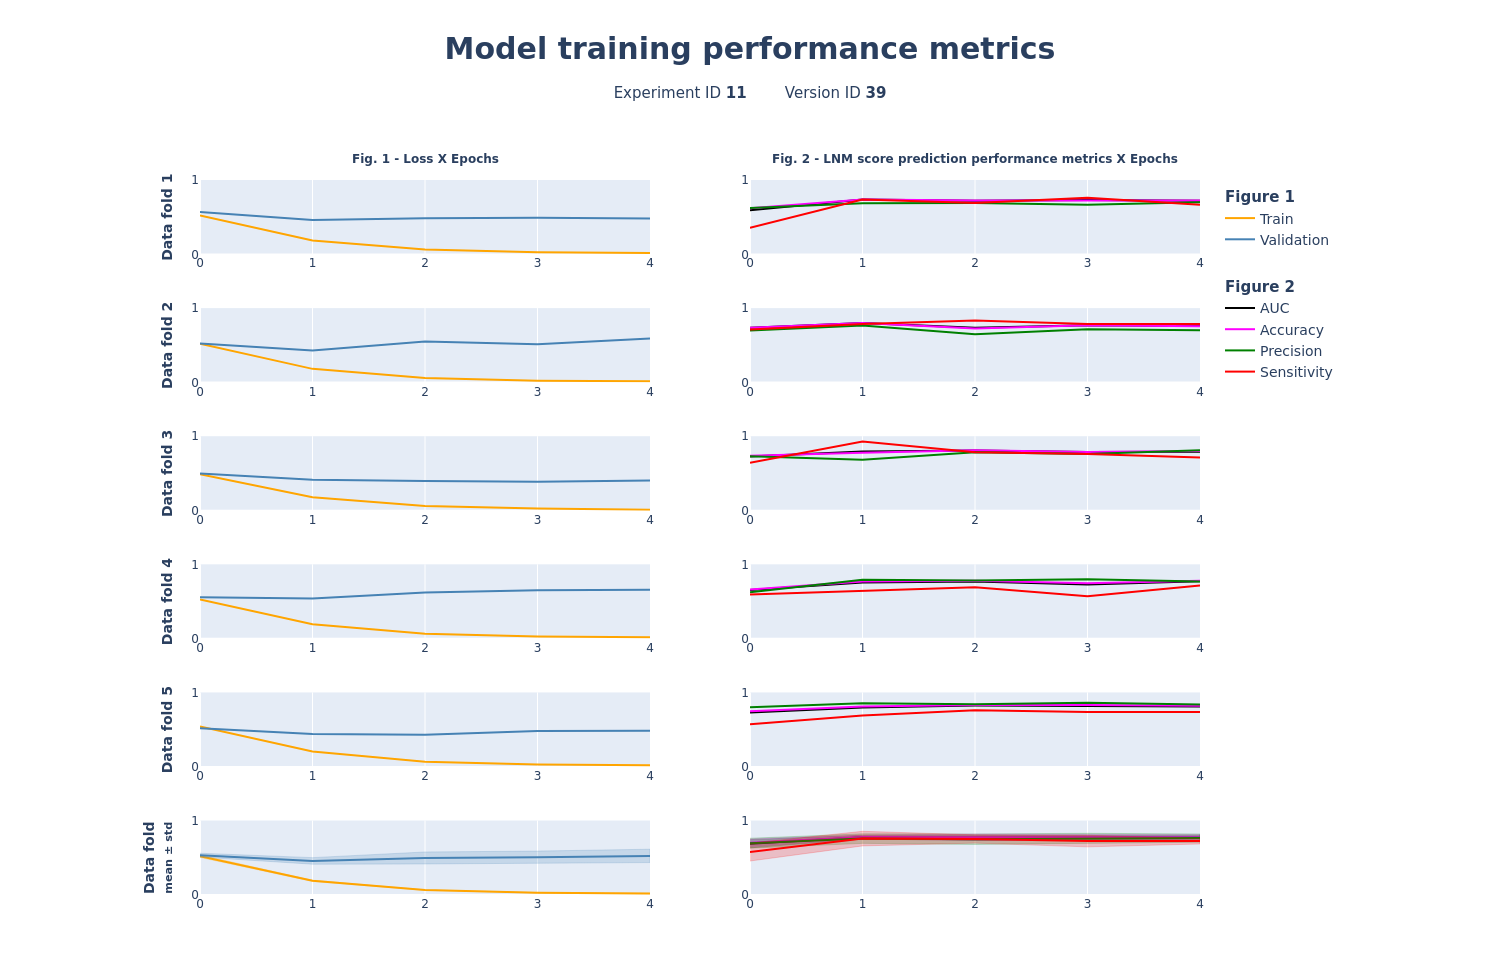 Model training performance metrics
Experiment ID 11 Version ID 39
Fig. 1 - Loss X Epochs
Fig. 2 - LNM score prediction performance metrics X Epochs
Data fold 1
1
0
0 1 2 3 4
1
0
0 1 2 3 4
Figure 1
Train
Validation
Figure 2
AUC
Accuracy
Precision
Sensitivity
Data fold 2
1
0
0 1 2 3 4
1
0
0 1 2 3 4
Data fold 3
1
0
0 1 2 3 4
1
0
0 1 2 3 4
Data fold 4
1
0
0 1 2 3 4
1
0
0 1 2 3 4
Data fold 5
1
0
0 1 2 3 4
1
0
0 1 2 3 4
Data fold
mean ± std
1
0
0 1 2 3 4
1
0
0 1 2 3 4